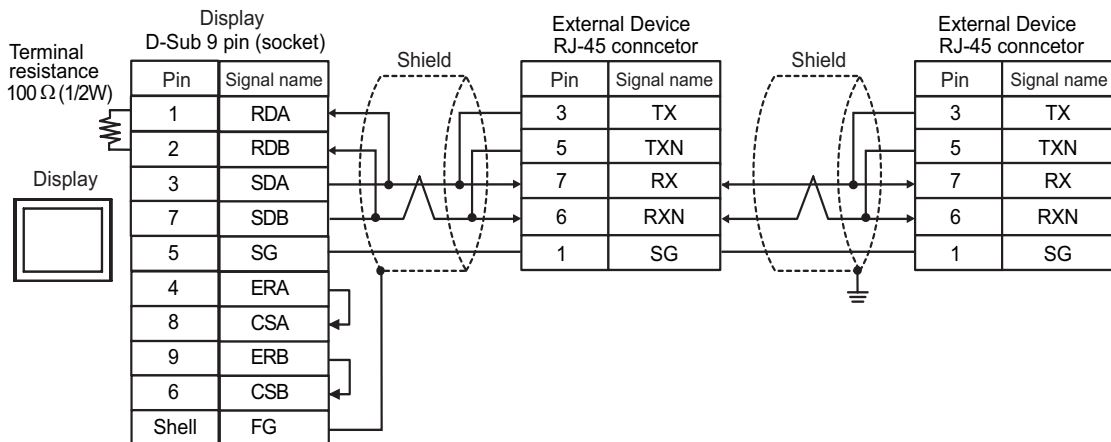 Display
D-Sub 9 pin (socket)
Terminal
resistance
100 Ω (1/2W)
Display
Pin Signal name
1 RDA
2 RDB
3 SDA
7 SDB
5 SG
4 ERA
8 CSA
9 ERB
6 CSB
Shell FG
Shield
External Device
RJ-45 conncetor
Pin Signal name
3 TX
5 TXN
7 RX
6 RXN
1 SG
Shield
External Device
RJ-45 conncetor
Pin Signal name
3 TX
5 TXN
7 RX
6 RXN
1 SG